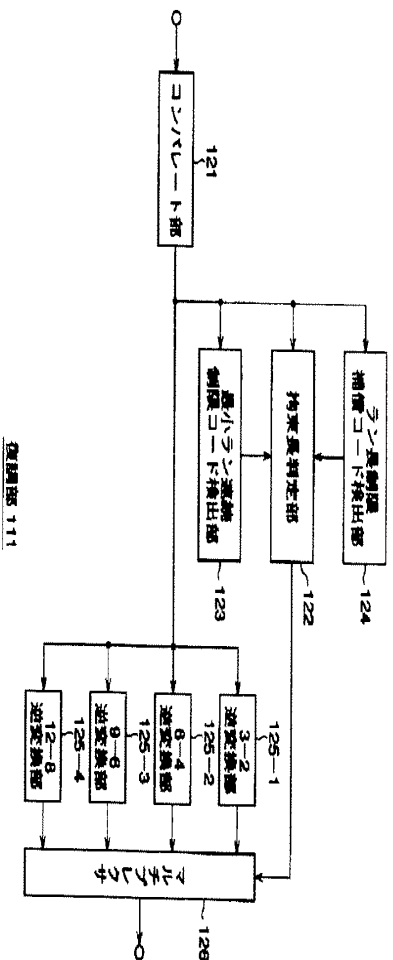 コンパレート部
121
ラン長制限
補償コード検出部
124
拘束長判定部
122
最小ラン連続
制限コード検出部
123
3－2
逆変換部
125－1
6－4
逆変換部
125－2
9－6
逆変換部
125－3
12－8
逆変換部
125－4
マルチプレクサ
126
復調部 111